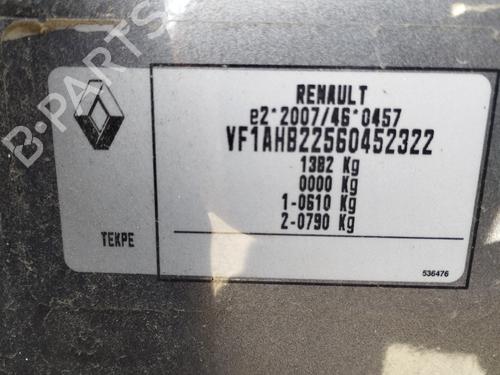 B-PARTS
RENAULT
e2*2007/46*0457
VF1AHB22560452322
1382 Kg
0000 Kg
1-0610 Kg
2-0790 Kg
TEKPE
536476